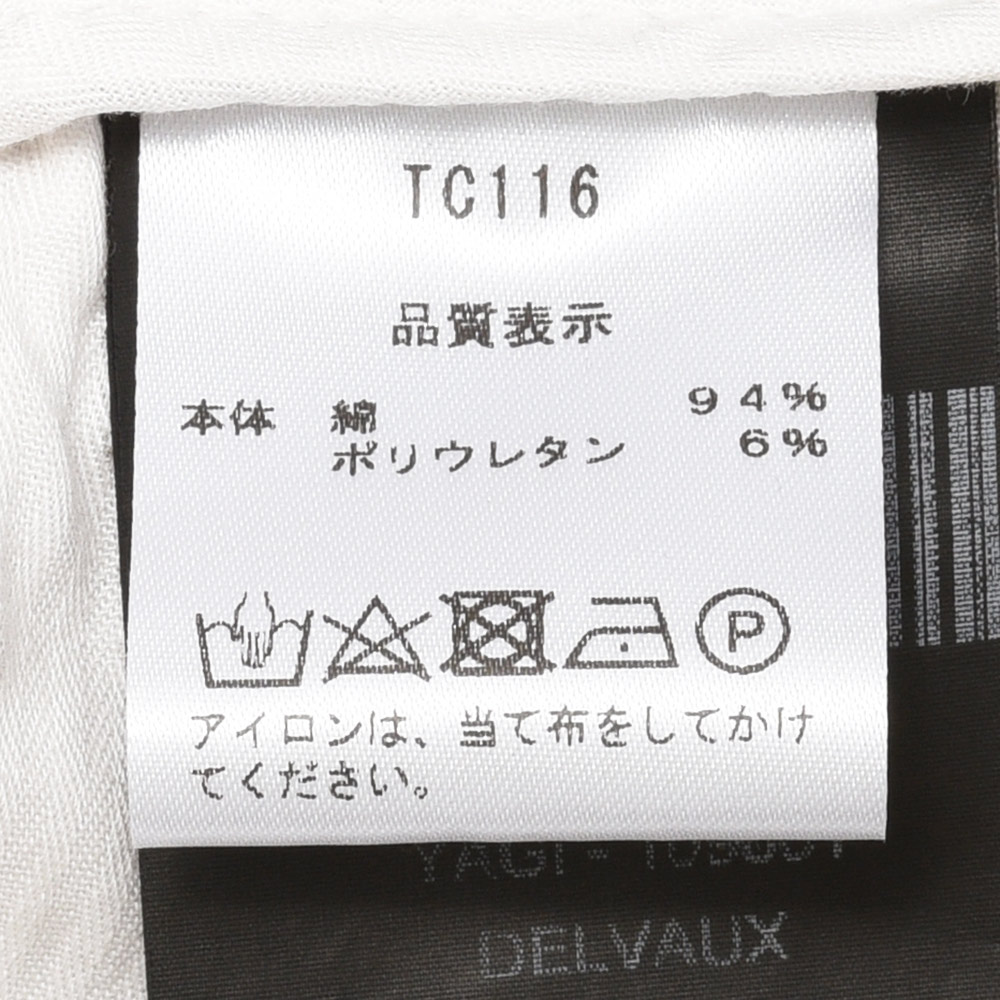 TC116
品質表示
本体 綿 94%
ポリウレタン 6%
P
アイロンは、当て布をしてかけ
てください。
YAGI -
DELVAUX